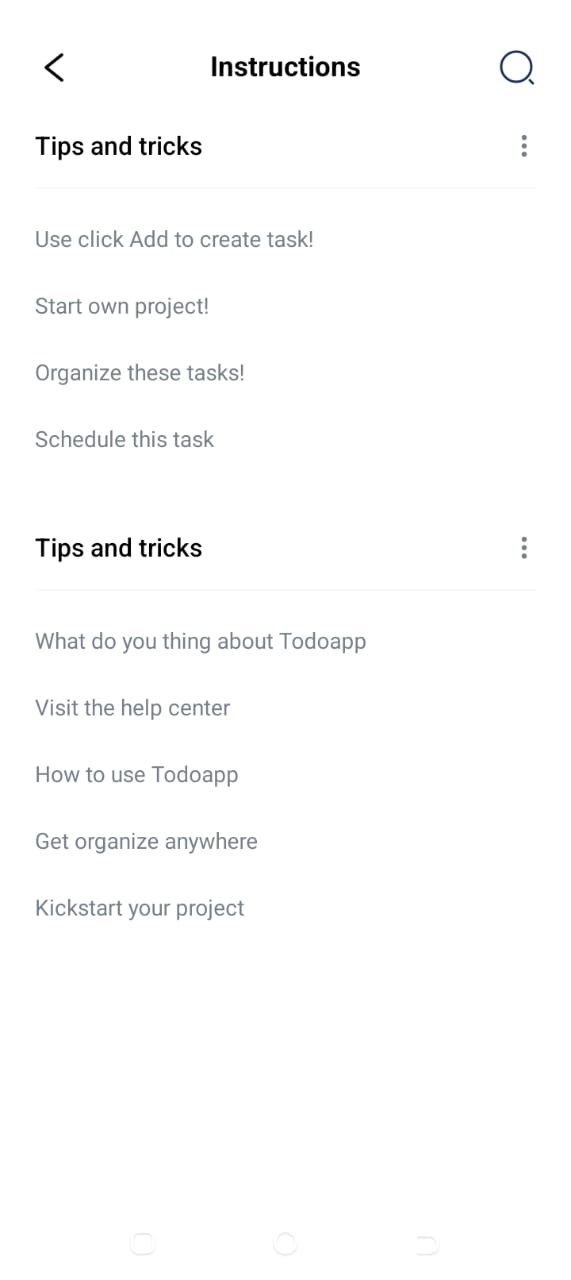 Instructions
Tips and tricks
Use click Add to create task!
Start own project!
Organize these tasks!
Schedule this task
Tips and tricks
What do you thing about Todoapp
Visit the help center
How to use Todoapp
Get organize anywhere
Kickstart your project